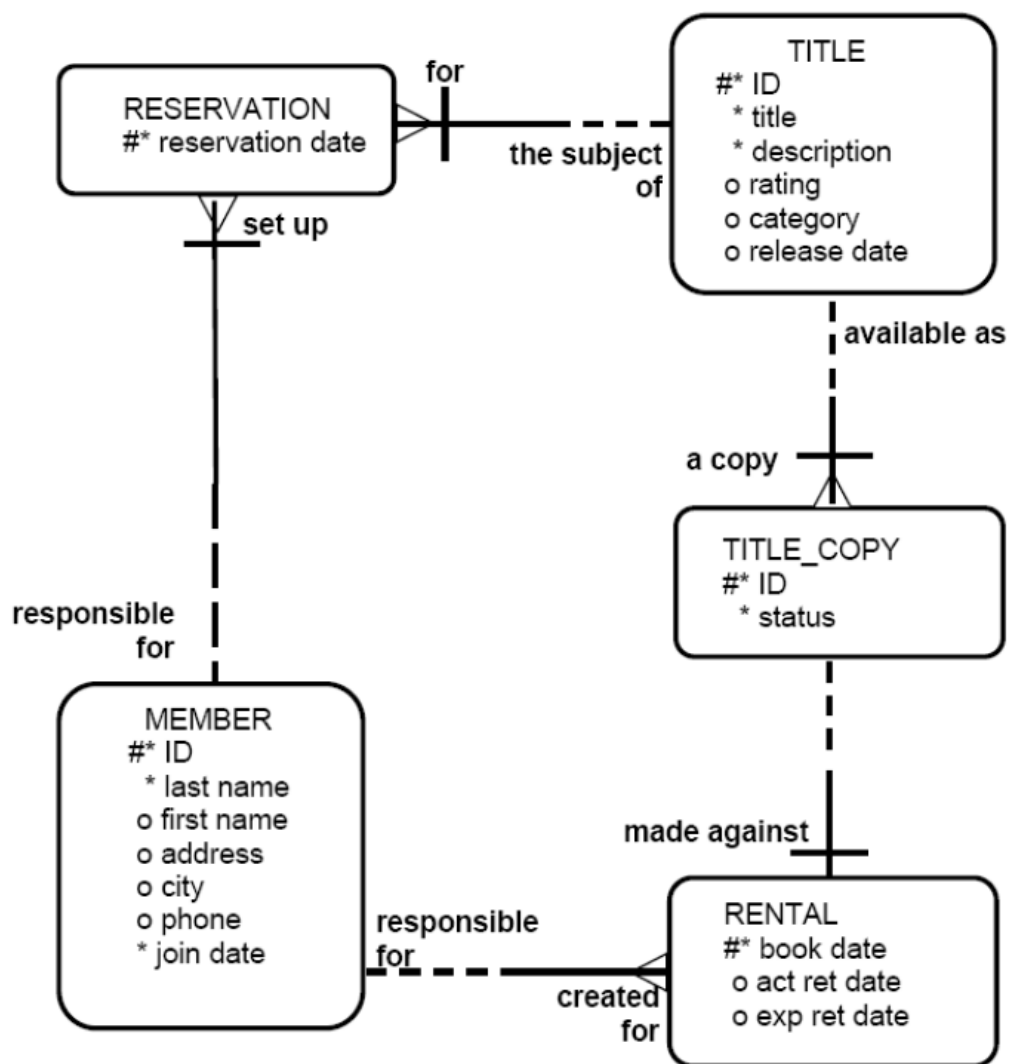 RESERVATION
#* reservation date
for
the subject
of
TITLE
#* ID
* title
* description
o rating
o category
o release date
set up
available as
a copy
TITLE_COPY
#* ID
* status
responsible
for
MEMBER
#* ID
* last name
o first name
o address
o city
o phone
* join date
made against
responsible
for
created
for
RENTAL
#* book date
o act ret date
o exp ret date